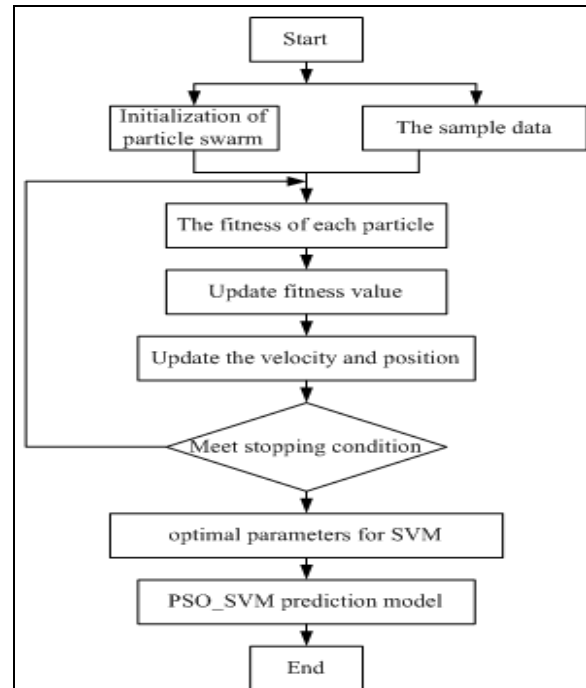 Start
Initialization of
particle swarm
The sample data
The fitness of each particle
Update fitness value
Update the velocity and position
Meet stopping condition
optimal parameters for SVM
PSO_SVM prediction model
End